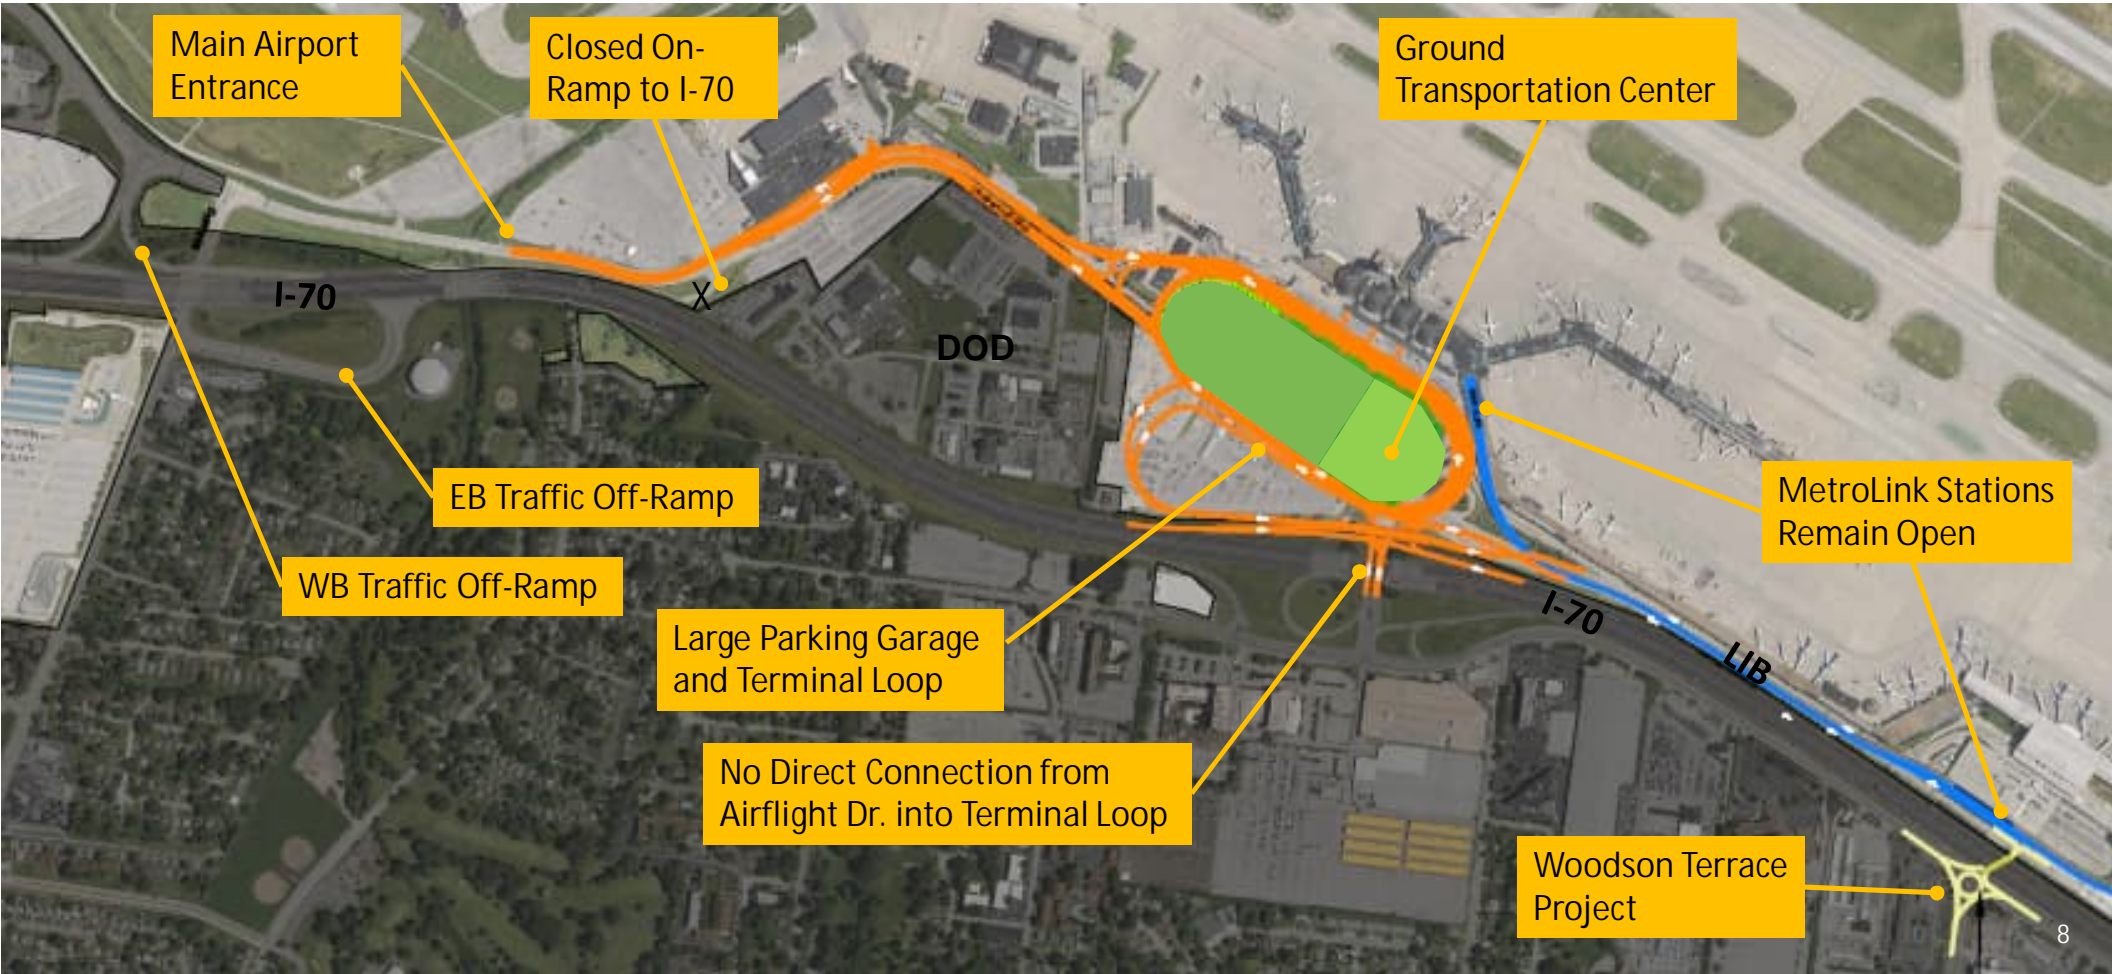 Main Airport
Entrance
Closed On-
Ramp to I-70
Ground
Transportation Center
I-70
X
DOD
EB Traffic Off-Ramp
MetroLink Stations
Remain Open
WB Traffic Off-Ramp
I-70
Large Parking Garage
and Terminal Loop
LIB
No Direct Connection from
Airflight Dr. into Terminal Loop
Woodson Terrace
Project
8